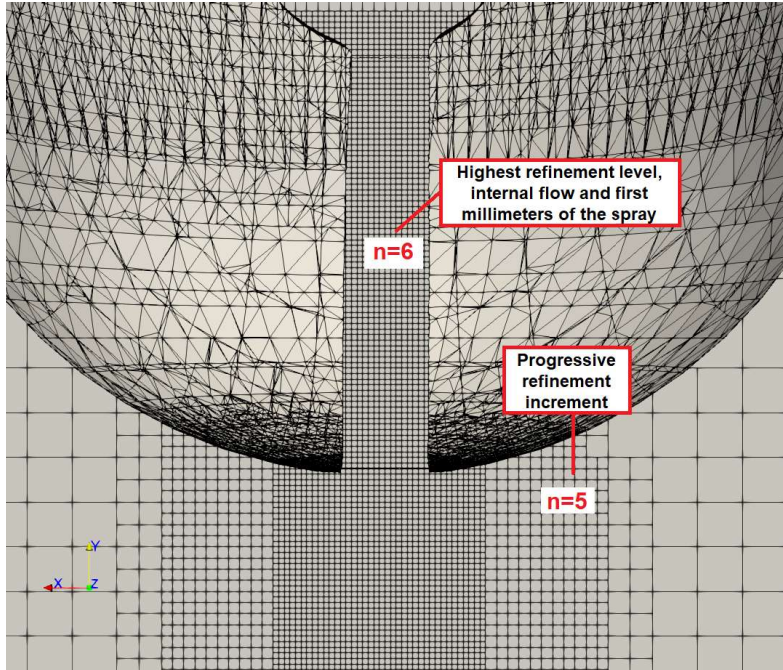 Highest refinement level,
internal flow and first
millimeters of the spray
n=6
Progressive
refinement
increment
n=5
Y
X
Z